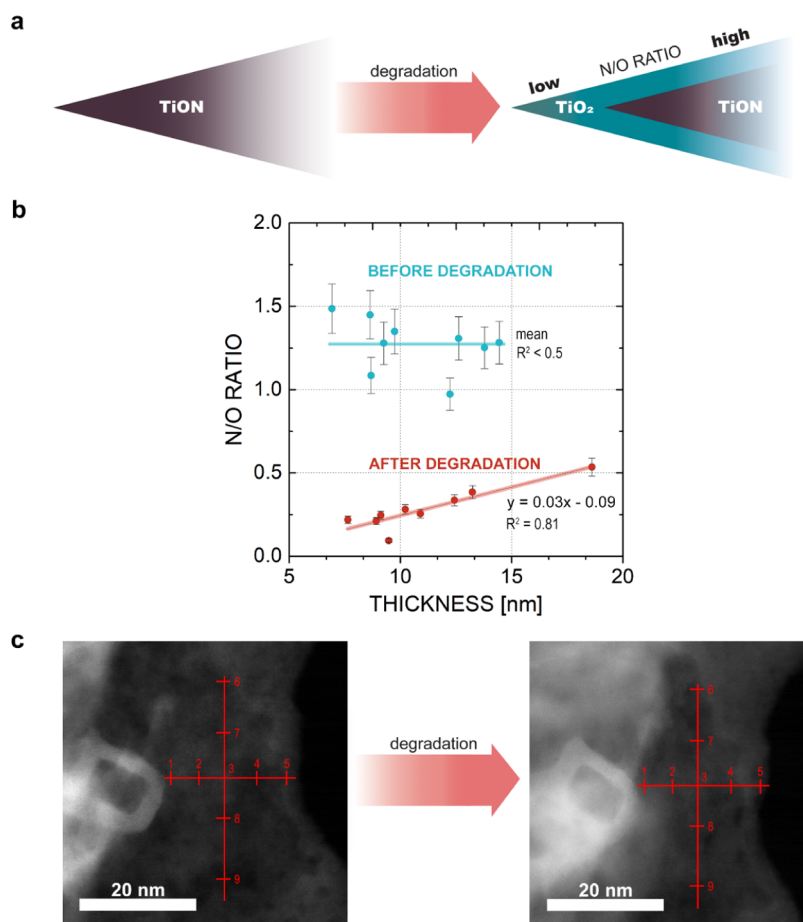 a
degradation
TiON
low
N/O RATIO
high
TiO₂
TiON
b
2.0
1.5
1.0
0.5
0.0
N/O RATIO
BEFORE DEGRADATION
mean
R² < 0.5
AFTER DEGRADATION
y = 0.03x - 0.09
R² = 0.81
5
10
15
20
THICKNESS [nm]
c
6
7
1 2 3 4 5
8
9
20 nm
degradation
6
7
1 2 3 4 5
8
9
20 nm